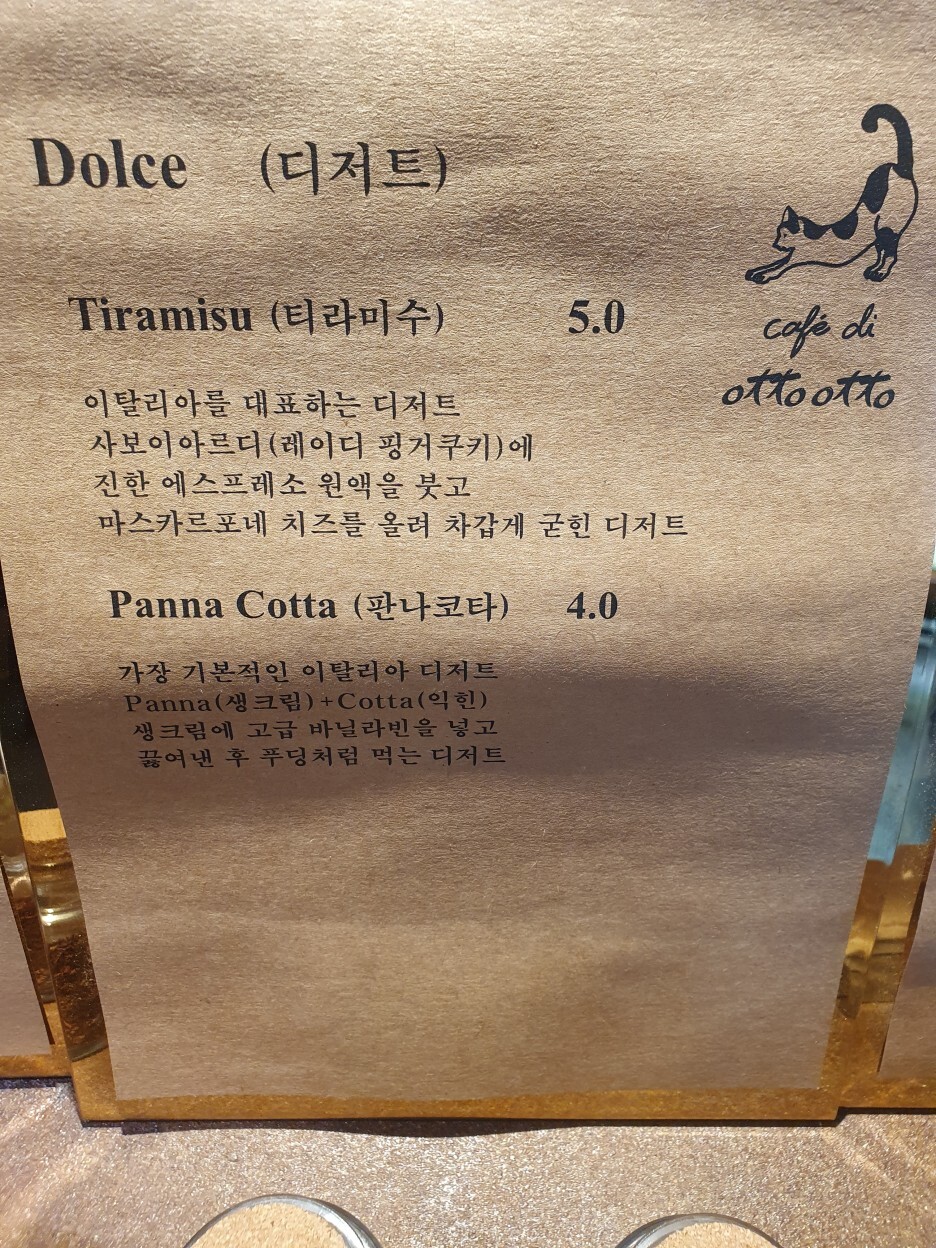 Dolce (디저트)
Tiramisu (티라미수) 5.0
café di
otto otto
이탈리아를 대표하는 디저트
사보이아르디(레이디 핑거쿠키)에
진한 에스프레소 원액을 붓고
마스카르포네 치즈를 올려 차갑게 굳힌 디저트
Panna Cotta (판나코타) 4.0
가장 기본적인 이탈리아 디저트
Panna(생크림)+Cotta(익힌)
생크림에 고급 바닐라빈을 넣고
끓여낸 후 푸딩처럼 먹는 디저트